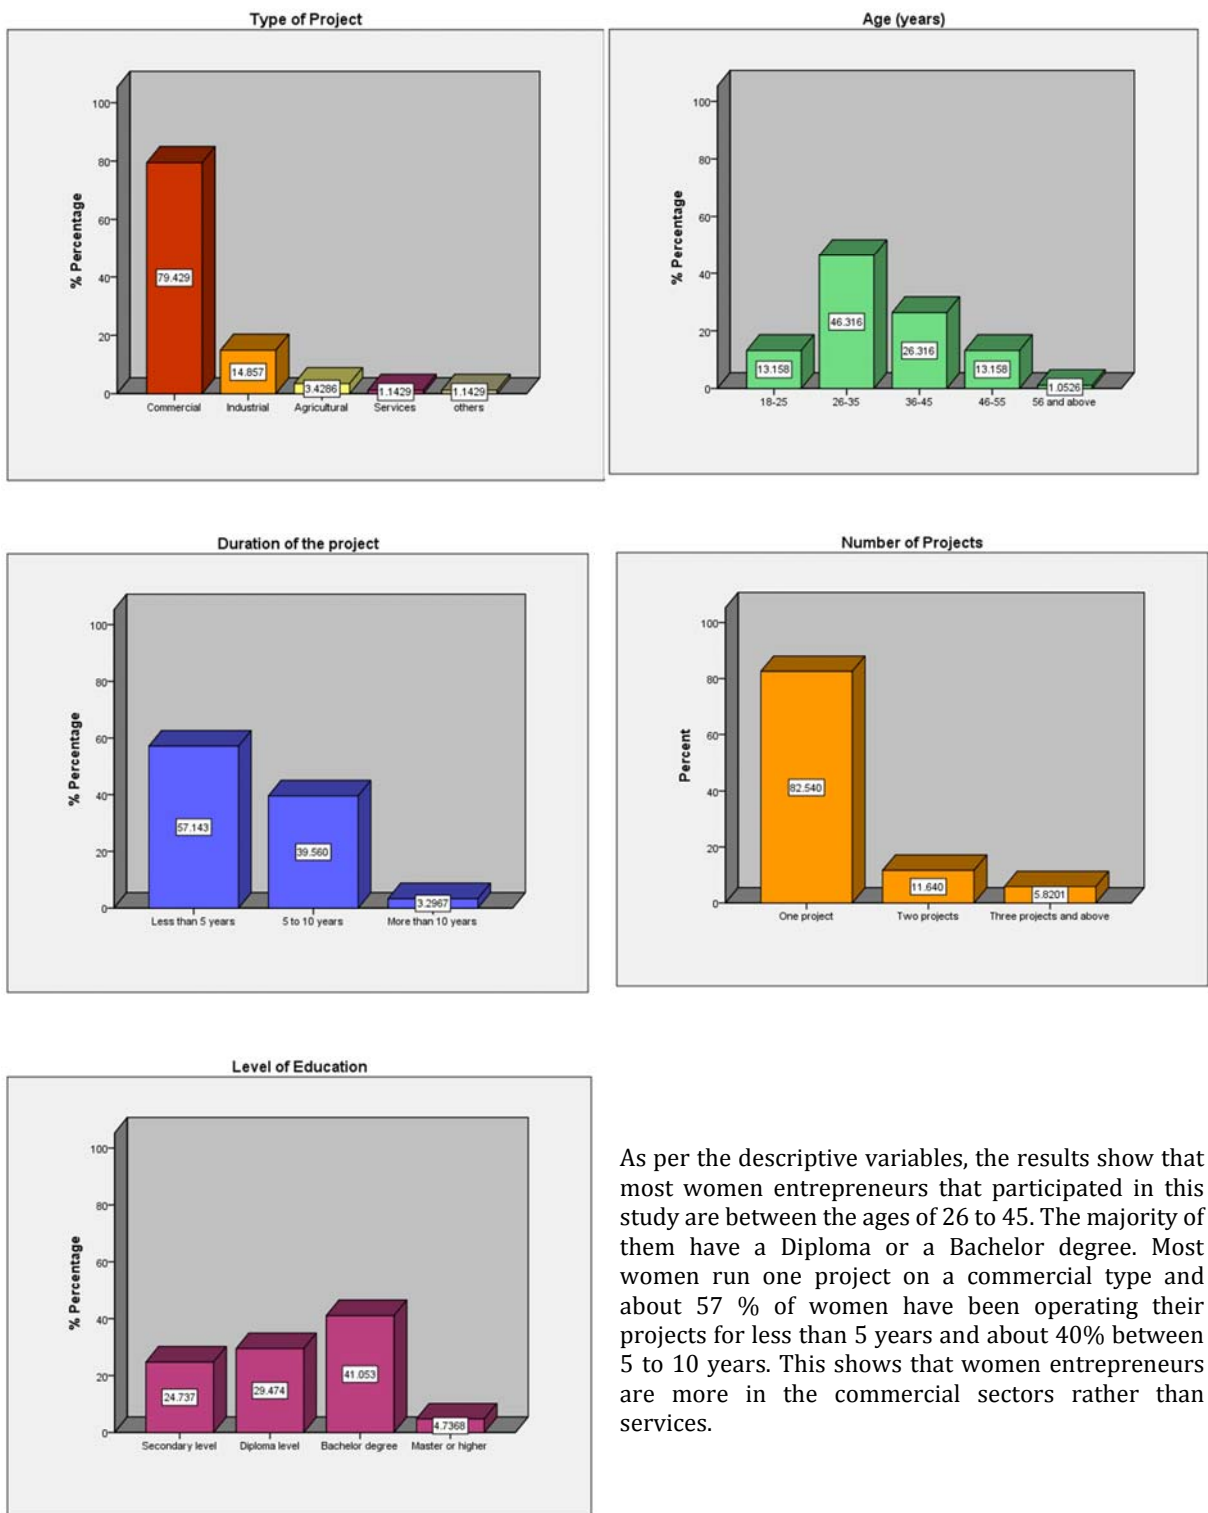 Type of Project
% Percentage
100
80
60
40
20
0
79.429
14.857
3.4286
1.1429
1.1429
Commercial
Industrial
Agricultural
Services
others
Age (years)
% Percentage
100
80
60
40
20
0
13.158
46.316
26.316
13.158
1.0526
18-25
26-35
36-45
46-55
56 and above
Duration of the project
% Percentage
100
80
60
40
20
0
57.143
39.560
3.2967
Less than 5 years
5 to 10 years
More than 10 years
Number of Projects
Percent
100
80
60
40
20
0
82.540
11.640
5.8201
One project
Two projects
Three projects and above
Level of Education
% Percentage
100
80
60
40
20
0
24.737
29.474
41.053
4.7368
Secondary level
Diploma level
Bachelor degree
Master or higher
As per the descriptive variables, the results show that
most women entrepreneurs that participated in this
study are between the ages of 26 to 45. The majority of
them have a Diploma or a Bachelor degree. Most
women run one project on a commercial type and
about 57 % of women have been operating their
projects for less than 5 years and about 40% between
5 to 10 years. This shows that women entrepreneurs
are more in the commercial sectors rather than
services.